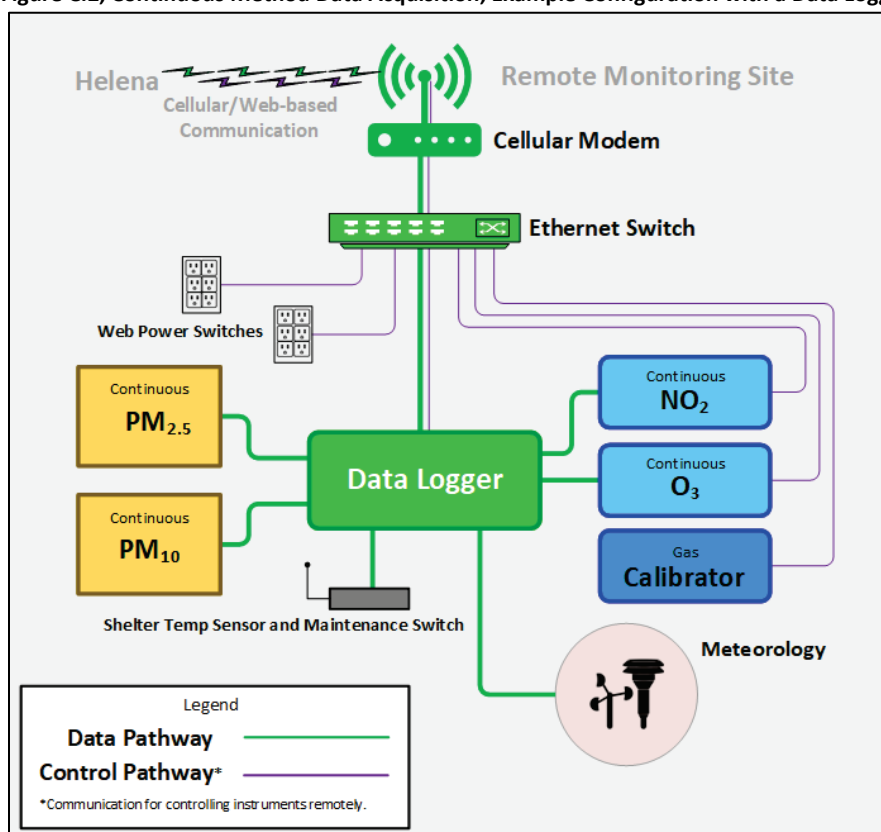 Helena
Remote Monitoring Site
Cellular/Web-based
Communication
Cellular Modem
Ethernet Switch
Web Power Switches
Continuous
PM2.5
Continuous
NO2
Data Logger
Continuous
O3
Continuous
PM10
Gas
Calibrator
Shelter Temp Sensor and Maintenance Switch
Meteorology
Legend
Data Pathway
Control Pathway*
*Communication for controlling instruments remotely.